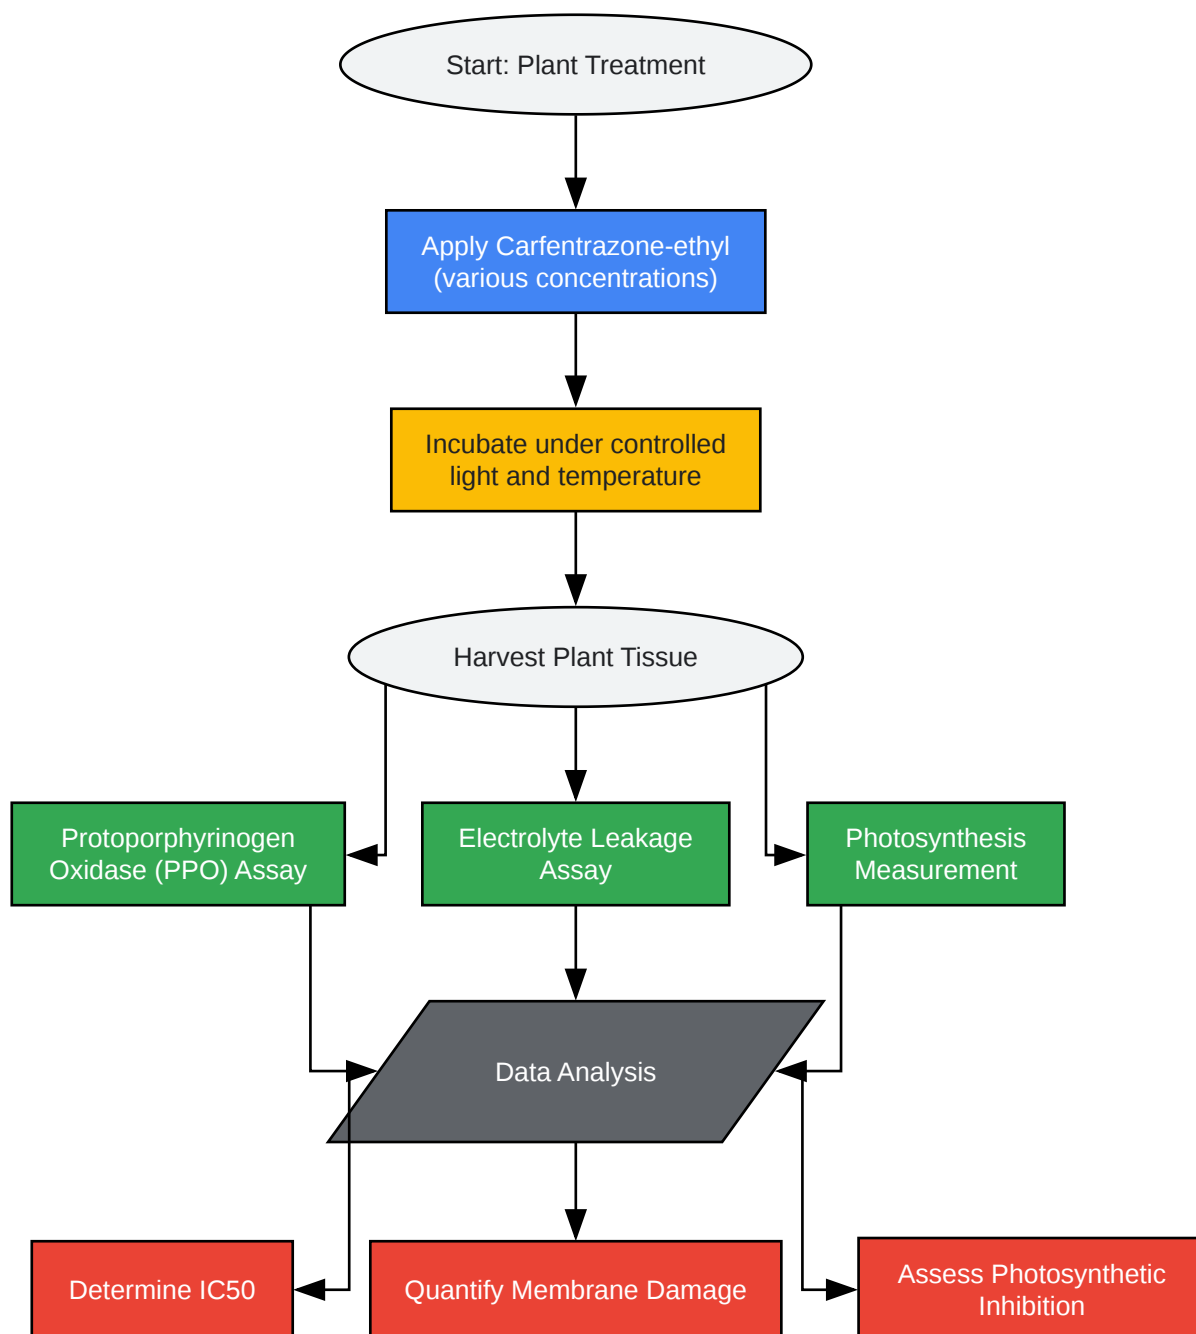 Start: Plant Treatment
Apply Carfentrazone-ethyl
(various concentrations)
Incubate under controlled
light and temperature
Harvest Plant Tissue
Protoporphyrinogen
Oxidase (PPO) Assay
Electrolyte Leakage
Assay
Photosynthesis
Measurement
Data Analysis
Determine IC50
Quantify Membrane Damage
Assess Photosynthetic
Inhibition